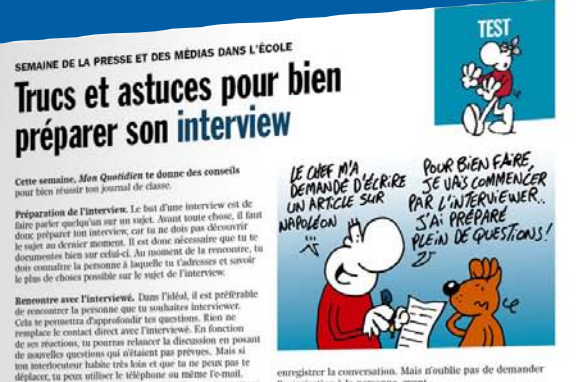 SEMAINE DE LA PRESSE ET DES MÉDIAS DANS L'ÉCOLE
Trucs et astuces pour bien
préparer son interview
TEST
Cette semaine, Mon Quotidien te donne des conseils
pour bien réussir ton journal de classe.
Préparation de l'interview. Le but d'une interview est de
faire parler quelqu'un sur un sujet. Avant toute chose, il faut
donc préparer ton interview, car tu ne dois pas découvrir
le sujet au dernier moment. Il est donc nécessaire que tu te
documentes bien sur celui-ci. Au moment de la rencontre, tu
dois connaître la personne à laquelle tu t'adresses et savoir
le plus de choses possible sur le sujet de l'interview.
Rencontre avec l'interviewé. Dans l'idéal, il est préférable
de rencontrer la personne que tu souhaites interviewer.
Cela te permettra d'approfondir tes questions. Rien ne
remplace le contact direct avec l'interviewé. En fonction
de ses réactions, tu pourras relancer la discussion en posant
de nouvelles questions qui n'étaient pas prévues. Mais si
ton interlocuteur habite très loin et que tu ne peux pas te
déplacer, tu peux utiliser le téléphone ou même l'e-mail.
LE CHEF M'A
DEMANDÉ D'ÉCRIRE
UN ARTICLE SUR
NAPOLÉON
POUR BIEN FAIRE,
JE VAIS COMMENCER
PAR L'INTERVIEWER..
J'AI PRÉPARÉ
PLEIN DE QUESTIONS!
enregistrer la conversation. Mais n'oublie pas de demander